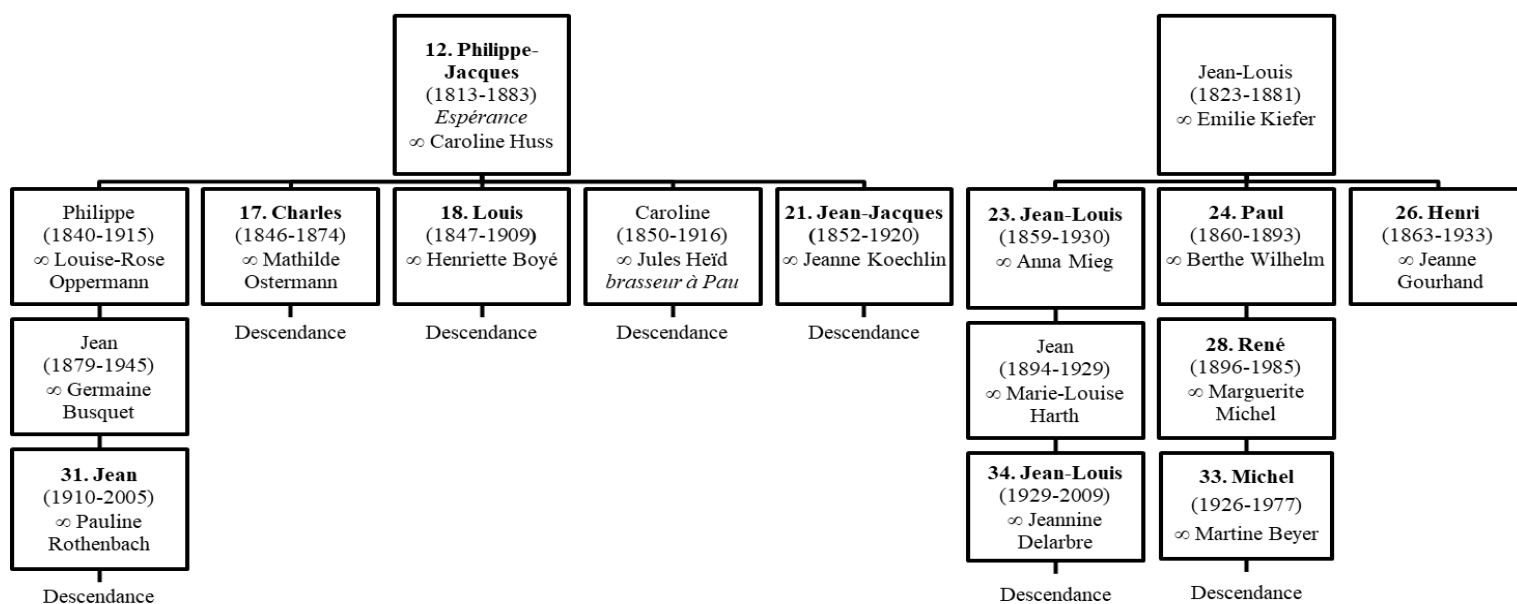 12. Philippe-
Jacques
(1813-1883)
Espérance
∞ Caroline Huss
Jean-Louis
(1823-1881)
∞ Emilie Kiefer
Philippe
(1840-1915)
∞ Louise-Rose
Oppermann
17. Charles
(1846-1874)
∞ Mathilde
Ostermann
18. Louis
(1847-1909)
∞ Henriette Boyé
Caroline
(1850-1916)
∞ Jules Heïd
brasseur à Pau
21. Jean-Jacques
(1852-1920)
∞ Jeanne Koechlin
23. Jean-Louis
(1859-1930)
∞ Anna Mieg
24. Paul
(1860-1893)
∞ Berthe Wilhelm
26. Henri
(1863-1933)
∞ Jeanne
Gourhand
Descendance
Descendance
Descendance
Descendance
Jean
(1879-1945)
∞ Germaine
Busquet
Jean
(1894-1929)
∞ Marie-Louise
Harth
28. René
(1896-1985)
∞ Marguerite
Michel
31. Jean
(1910-2005)
∞ Pauline
Rothenbach
34. Jean-Louis
(1929-2009)
∞ Jeannine
Delarbre
33. Michel
(1926-1977)
∞ Martine Beyer
Descendance
Descendance
Descendance